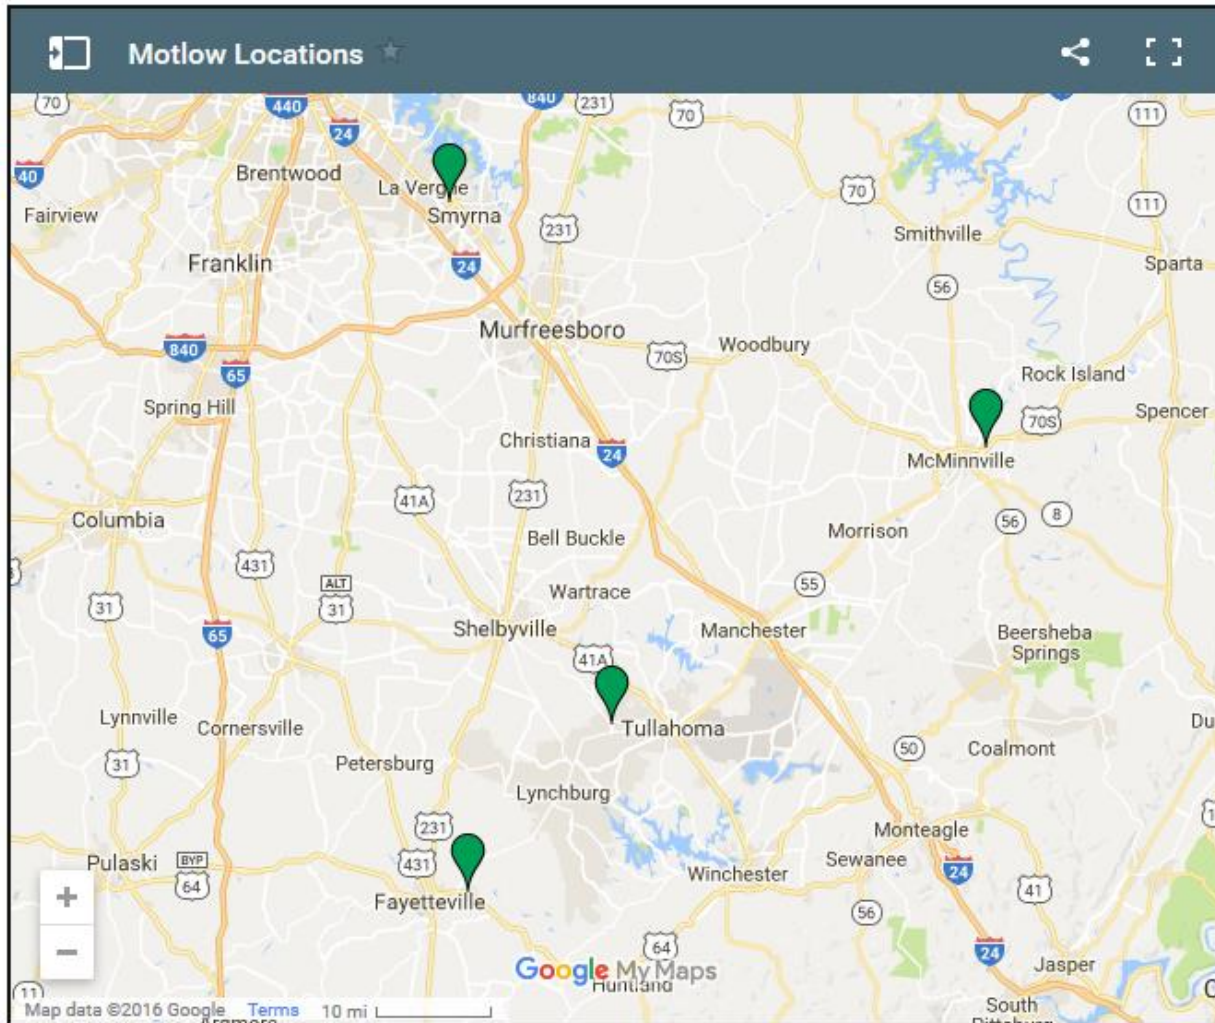 Motlow Locations
70
440
24
840
231
70
111
40
Brentwood
La Vergne
70
Fairview
Smyrna
111
231
Smithville
Franklin
24
Sparta
56
Murfreesboro
840
70S
Woodbury
65
Rock Island
Spring Hill
Spencer
70S
Christiana
24
McMinnville
41A
231
Columbia
56
8
Morrison
Bell Buckle
431
ALT
31
55
Wartrace
31
65
Shelbyville
Manchester
Beersheba
Springs
41A
Lynnville
Cornersville
Tullahoma
Du
50
Coalmont
31
Petersburg
Lynchburg
231
Monteagle
Pulaski
BYP
64
431
Sewanee
Winchester
24
41
Fayetteville
56
+
−
64
24
Google My Maps
Jasper
Huntland
11
Map data ©2016 Google Terms 10 mi
South